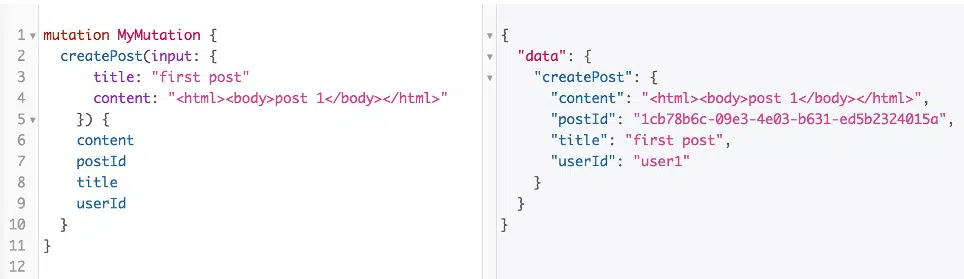 1 mutation MyMutation {
2 createPost(input: {
3 title: "first post"
4 content: "<html><body>post 1</body></html>"
5 }) {
6 content
7 postId
8 title
9 userId
10 }
11 }
12
{
"data": {
"createPost": {
"content": "<html><body>post 1</body></html>",
"postId": "1cb78b6c-09e3-4e03-b631-ed5b2324015a",
"title": "first post",
"userId": "user1"
}
}
}